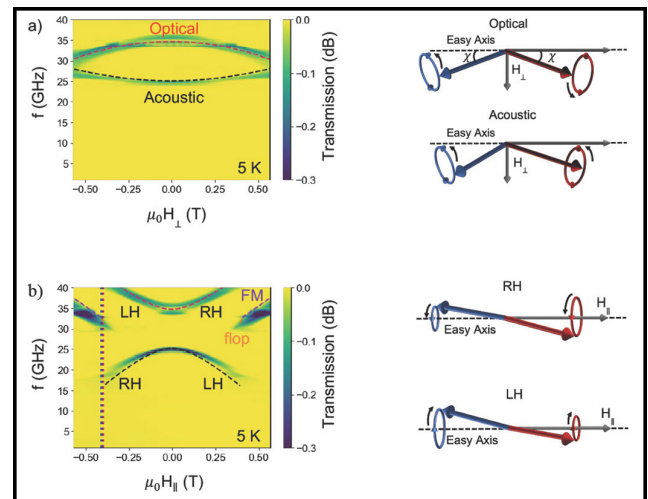 a)
f (GHz)
40
35
30
25
20
15
10
5
Optical
Acoustic
5 K
−0.50
−0.25
0.00
0.25
0.50
μ₀H⊥ (T)
0.0
−0.1
−0.2
−0.3
Transmission (dB)
Optical
Easy Axis
χ
χ
H⊥
Acoustic
Easy Axis
H⊥
b)
f (GHz)
40
35
30
25
20
15
10
5
FM
LH
RH
flop
RH
LH
5 K
−0.50
−0.25
0.00
0.25
0.50
μ₀H∥ (T)
0.0
−0.1
−0.2
−0.3
Transmission (dB)
RH
H∥
Easy Axis
LH
H∥
Easy Axis